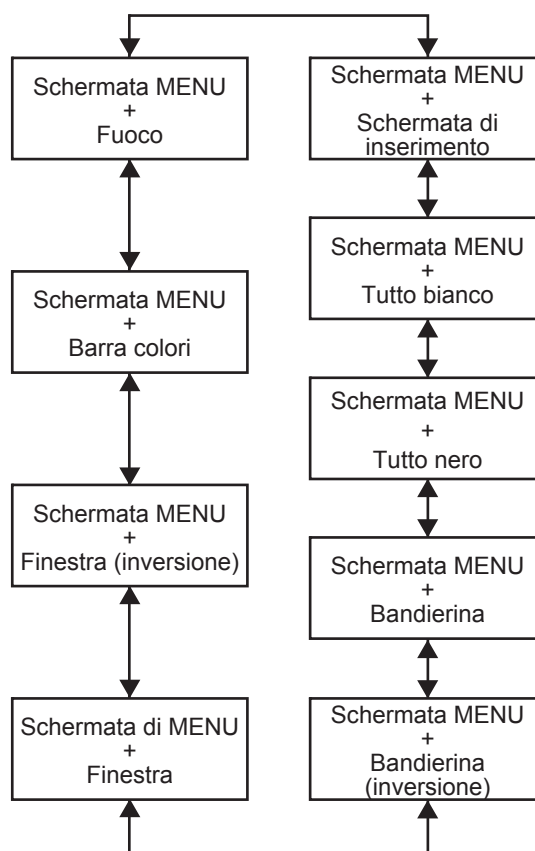 Schermata MENU
+
Fuoco
Schermata MENU
+
Barra colori
Schermata MENU
+
Finestra (inversione)
Schermata di MENU
+
Finestra
Schermata MENU
+
Schermata di
inserimento
Schermata MENU
+
Tutto bianco
Schermata MENU
+
Tutto nero
Schermata MENU
+
Bandierina
Schermata MENU
+
Bandierina
(inversione)